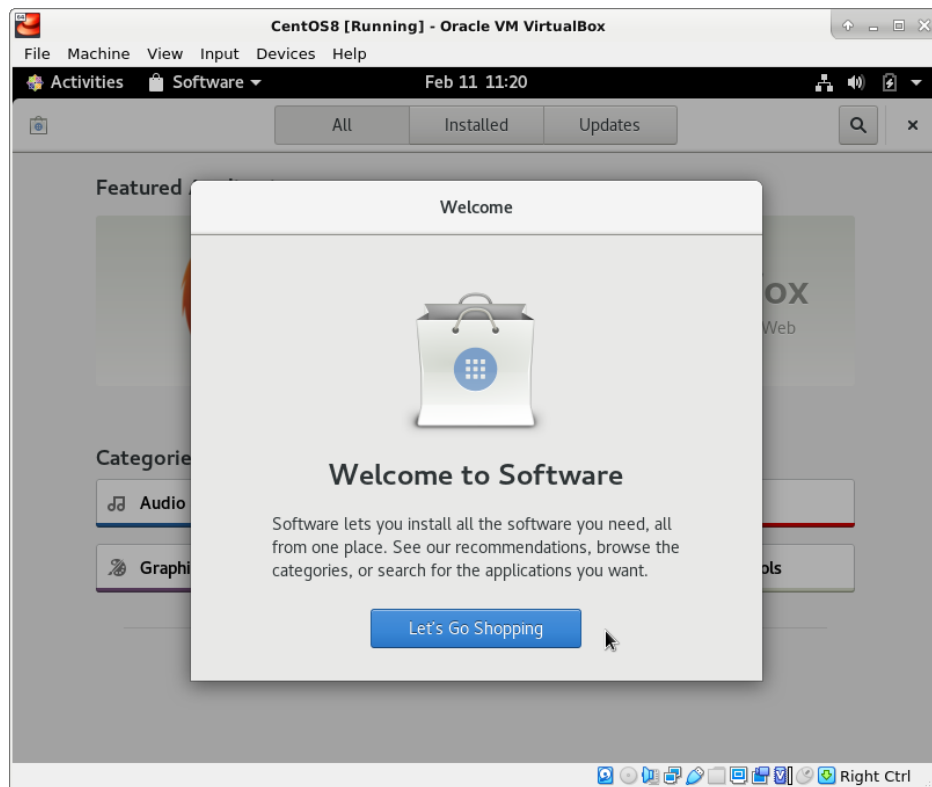 CentOS8 [Running] - Oracle VM VirtualBox
File Machine View Input Devices Help
Activities Software Feb 11 11:20
All Installed Updates
Featured
Welcome
ox
Web
Welcome to Software
Categorie
Audio
Software lets you install all the software you need, all
from one place. See our recommendations, browse the
categories, or search for the applications you want.
Graphi
ols
Let's Go Shopping
Right Ctrl